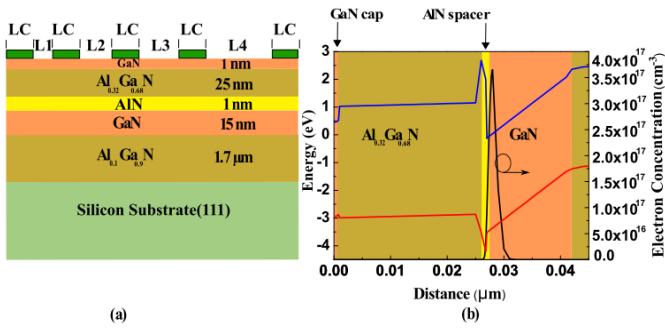 LC LC LC LC LC
L1 L2 L3 L4
GaN 1 nm
Al0.32Ga0.68N 25 nm
AlN 1 nm
GaN 15 nm
Al0.1Ga0.9N 1.7 μm
Silicon Substrate(111)
(a)
GaN cap
AlN spacer
3
2
1
0
-1
-2
-3
-4
Energy (eV)
Al0.32Ga0.68N
GaN
4.0x10^17
3.5x10^17
3.0x10^17
2.5x10^17
2.0x10^17
1.5x10^17
1.0x10^17
5.0x10^16
0.0
Electron Concentration(cm^-3)
0.00 0.01 0.02 0.03 0.04
Distance (μm)
(b)